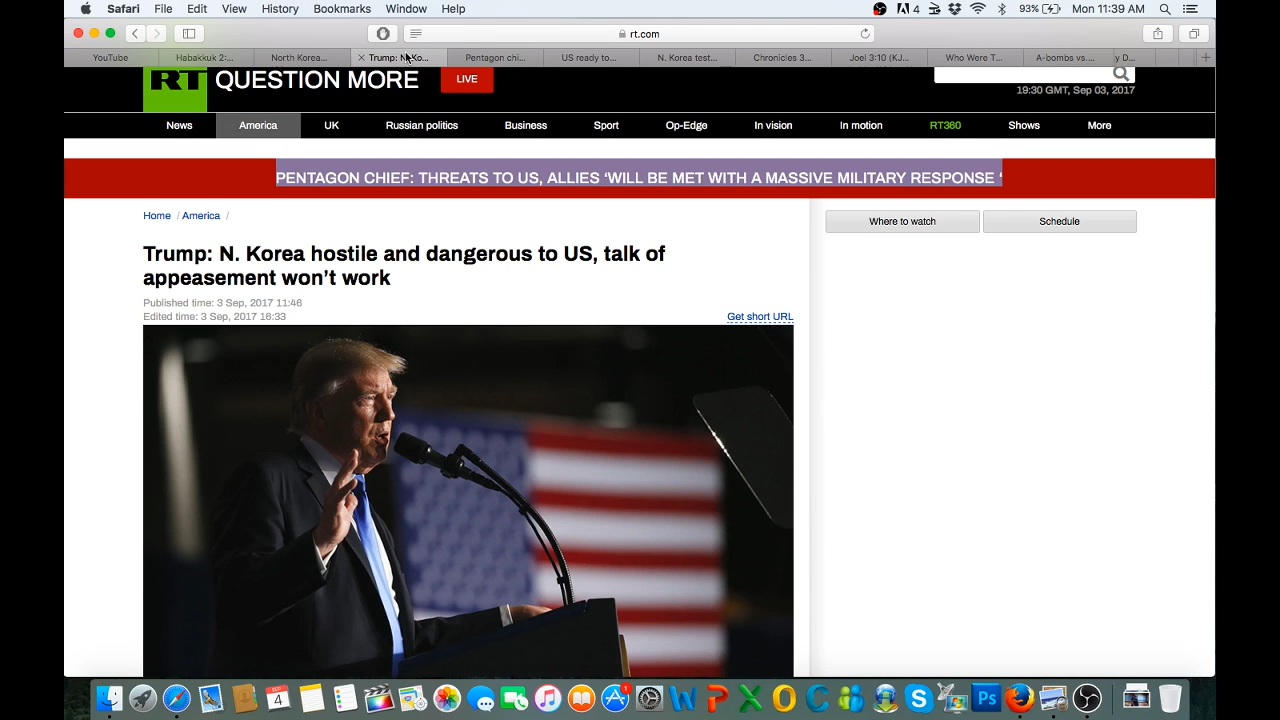 Safari File Edit View History Bookmarks Window Help 4 93% Mon 11:39 AM
rt.com
YouTube Habakkuk 2:... North Korea... Trump: N. Ko... Pentagon chi... US ready to... N. Korea test... Chronicles 3... Joel 3:10 (KJ... Who Were T... A-bombs vs.... y D...
RT QUESTION MORE LIVE
19:30 GMT, Sep 03, 2017
News America UK Russian politics Business Sport Op-Edge In vision In motion RT360 Shows More
PENTAGON CHIEF: THREATS TO US, ALLIES ‘WILL BE MET WITH A MASSIVE MILITARY RESPONSE ‘
Home / America /
Where to watch Schedule
Trump: N. Korea hostile and dangerous to US, talk of
appeasement won’t work
Published time: 3 Sep, 2017 11:46
Edited time: 3 Sep, 2017 16:33
Get short URL
SEP 4 1 W P X O C S Ps